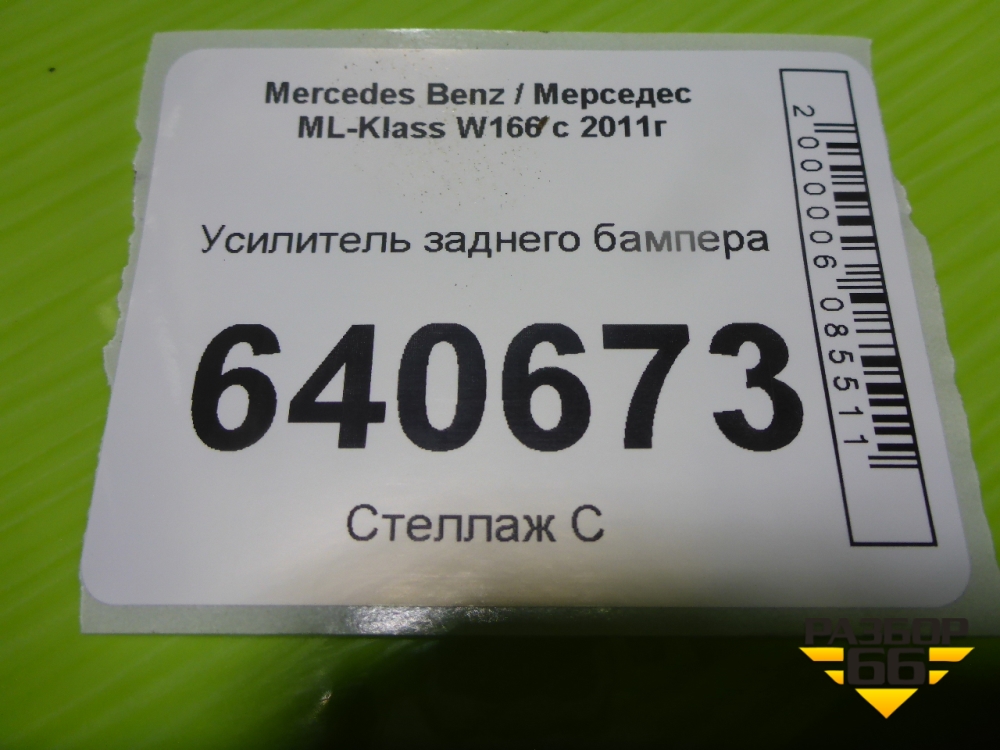 Mercedes Benz / Мерседес
ML-Klass W166 с 2011г
Усилитель заднего бампера
640673
Стеллаж С
2000006085511
РАЗБОР
66